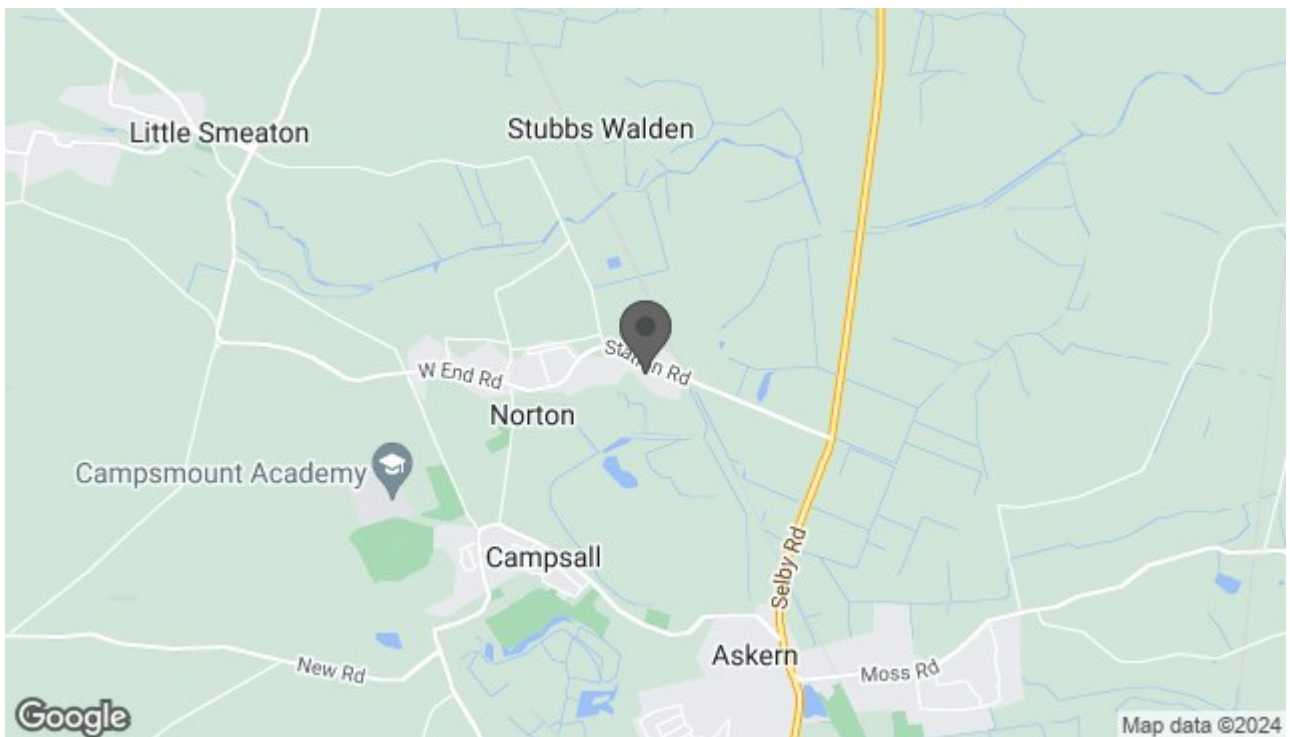 Little Smeaton
Stubbs Walden
Station Rd
W End Rd
Norton
Campsmount Academy
Campsall
Selby Rd
Askern
Moss Rd
New Rd
Google
Map data ©2024